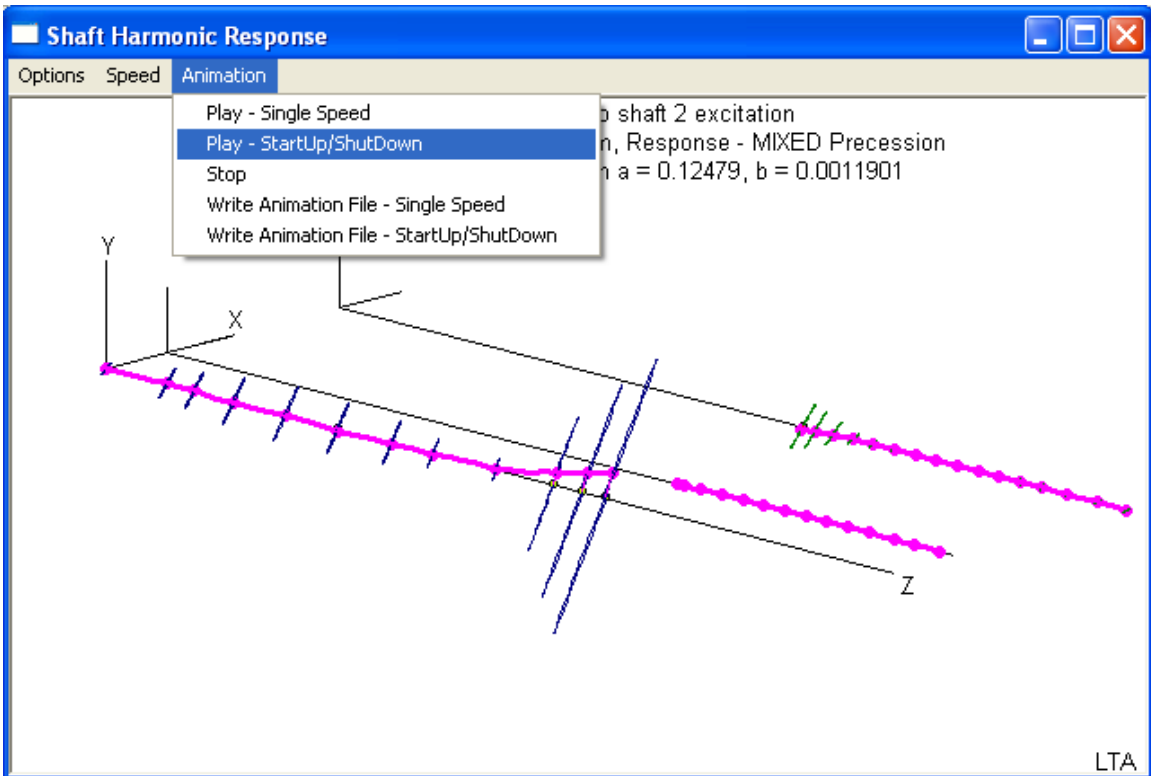 Shaft Harmonic Response
Options Speed Animation
Play - Single Speed
Play - StartUp/ShutDown
Stop
Write Animation File - Single Speed
Write Animation File - StartUp/ShutDown
shaft 2 excitation
Response - MIXED Precession
a = 0.12479, b = 0.0011901
Y
X
Z
LTA